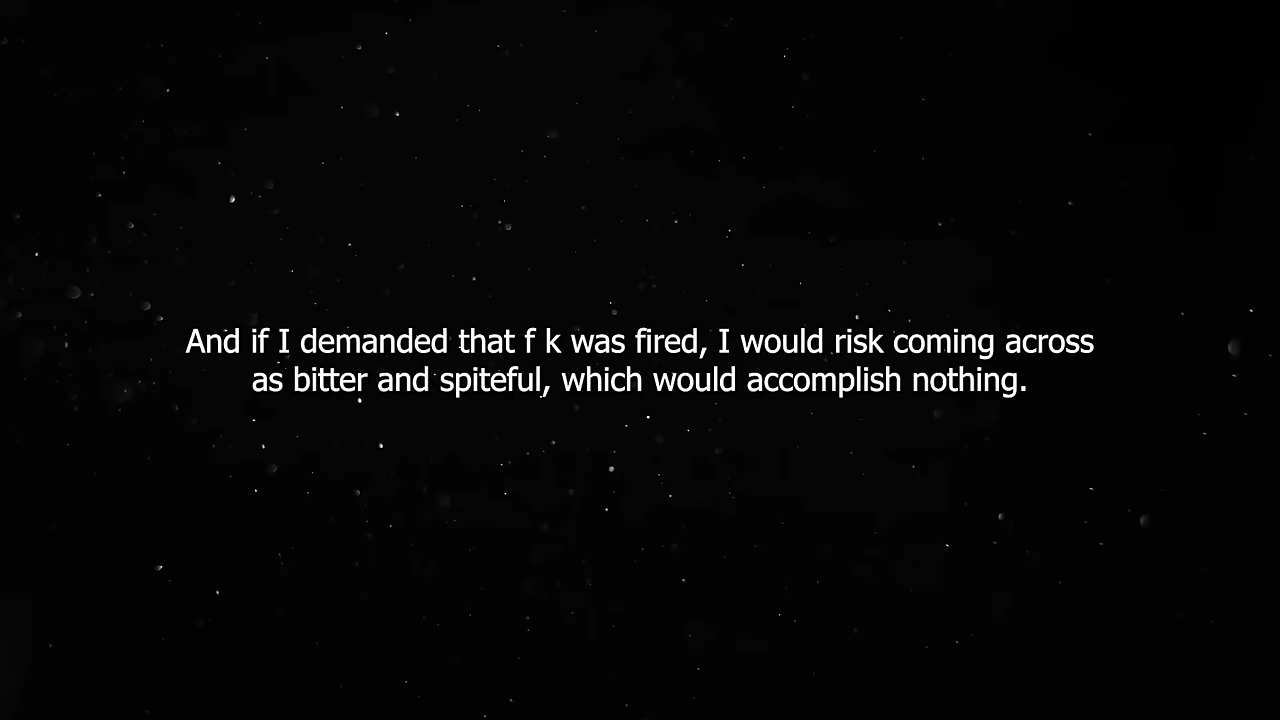 And if I demanded that f k was fired, I would risk coming across
as bitter and spiteful, which would accomplish nothing.